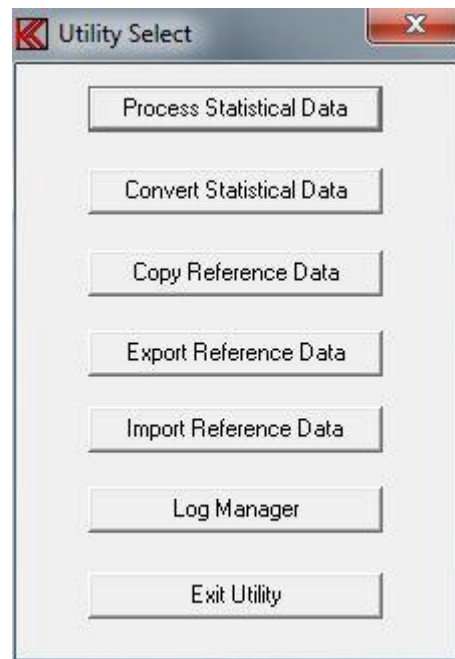 Utility Select
Process Statistical Data
Convert Statistical Data
Copy Reference Data
Export Reference Data
Import Reference Data
Log Manager
Exit Utility